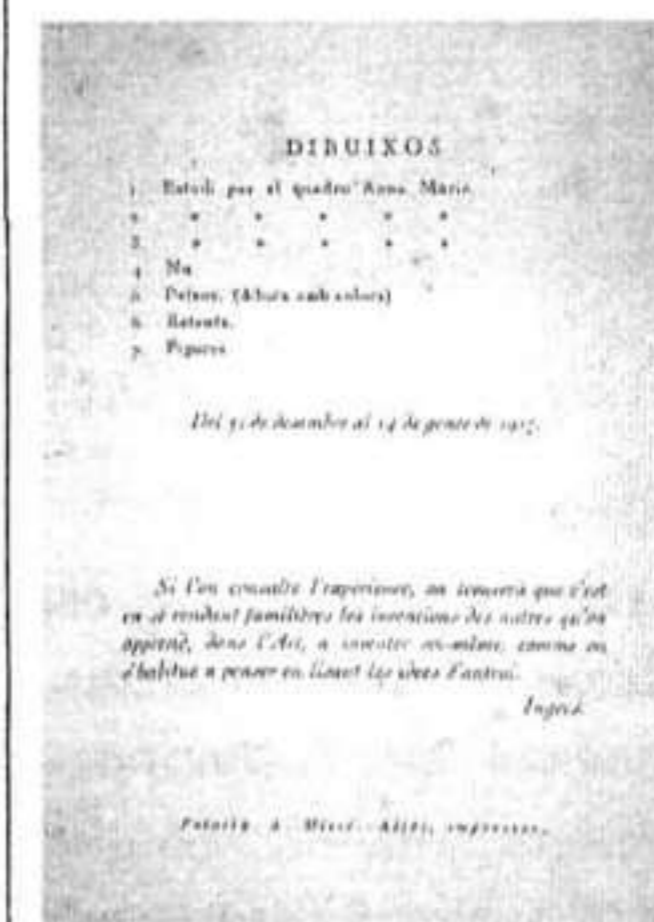 DIBUIXOS
1. Estudi per al quadro Anna Maria
2. " " " " "
3. " " " " "
4. Nu
5. Peixos. (dibuix amb colors)
6. Retrats.
7. Figures
Del 31 de desembre al 14 de gener de 1927.
Si l'on consulte l'expérience, on trouvera que c'est
en se rendant familières les inventions des autres qu'on
apprend, dans l'Art, a inventer soi-même, comme on
s'habitue a penser en lisant les idées d'autrui.
Ingres.
impressors.